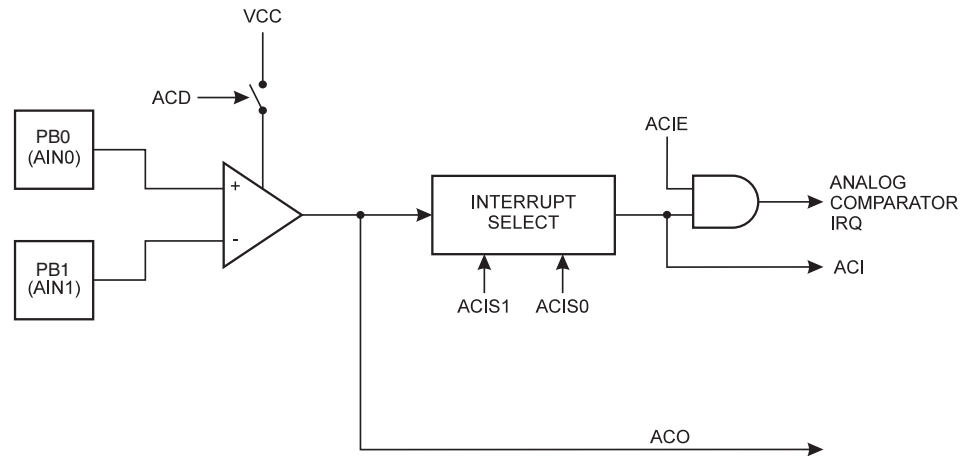 VCC
ACD
PB0
(AIN0)
+
-
PB1
(AIN1)
INTERRUPT
SELECT
ACIS1
ACIS0
ACIE
ANALOG
COMPARATOR
IRQ
ACI
ACO